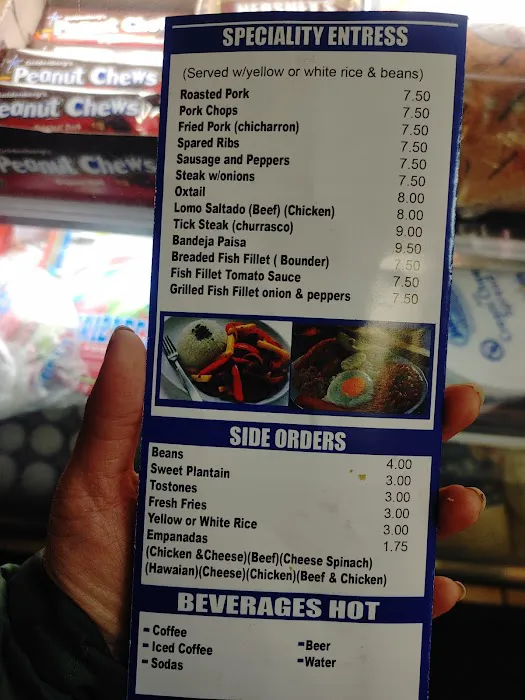 SPECIALITY ENTRESS
(Served w/yellow or white rice & beans)
Roasted Pork 7.50
Pork Chops 7.50
Fried Pork (chicharron) 7.50
Spared Ribs 7.50
Sausage and Peppers 7.50
Steak w/onions 7.50
Oxtail 8.00
Lomo Saltado (Beef) (Chicken) 8.00
Tick Steak (churrasco) 9.00
Bandeja Paisa 9.50
Breaded Fish Fillet ( Bounder) 7.50
Fish Fillet Tomato Sauce 7.50
Grilled Fish Fillet onion & peppers 7.50
SIDE ORDERS
Beans 4.00
Sweet Plantain 3.00
Tostones 3.00
Fresh Fries 3.00
Yellow or White Rice 3.00
Empanadas 1.75
(Chicken &Cheese)(Beef)(Cheese Spinach)
(Hawaian)(Cheese)(Chicken)(Beef & Chicken)
BEVERAGES HOT
- Coffee
- Iced Coffee
- Sodas
-Beer
-Water
Peanut Chews
eanut Chews
Peanut Chews